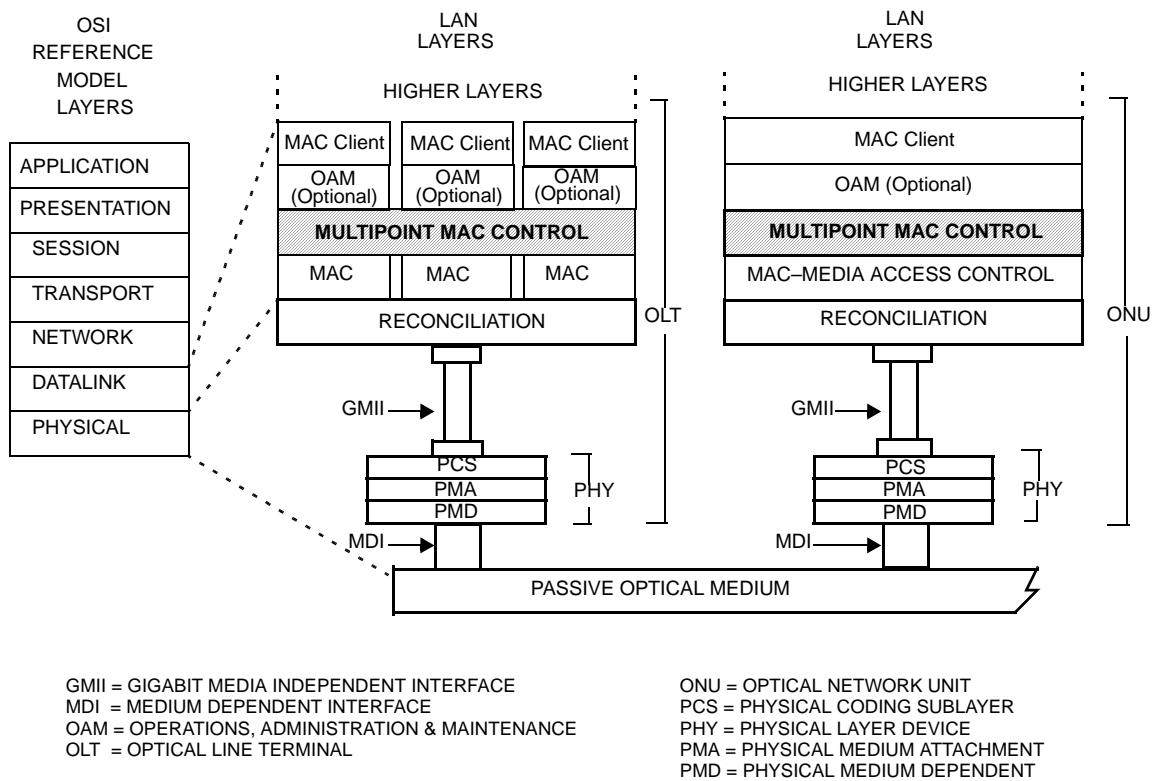 OSI
REFERENCE
MODEL
LAYERS
APPLICATION
PRESENTATION
SESSION
TRANSPORT
NETWORK
DATALINK
PHYSICAL
LAN
LAYERS
HIGHER LAYERS
MAC Client
MAC Client
MAC Client
OAM
(Optional)
OAM
(Optional)
OAM
(Optional)
MULTIPOINT MAC CONTROL
MAC
MAC
MAC
RECONCILIATION
OLT
GMII
PCS
PMA
PMD
PHY
MDI
LAN
LAYERS
HIGHER LAYERS
MAC Client
OAM (Optional)
MULTIPOINT MAC CONTROL
MAC–MEDIA ACCESS CONTROL
RECONCILIATION
ONU
GMII
PCS
PMA
PMD
PHY
MDI
PASSIVE OPTICAL MEDIUM
GMII = GIGABIT MEDIA INDEPENDENT INTERFACE
MDI = MEDIUM DEPENDENT INTERFACE
OAM = OPERATIONS, ADMINISTRATION & MAINTENANCE
OLT = OPTICAL LINE TERMINAL
ONU = OPTICAL NETWORK UNIT
PCS = PHYSICAL CODING SUBLAYER
PHY = PHYSICAL LAYER DEVICE
PMA = PHYSICAL MEDIUM ATTACHMENT
PMD = PHYSICAL MEDIUM DEPENDENT